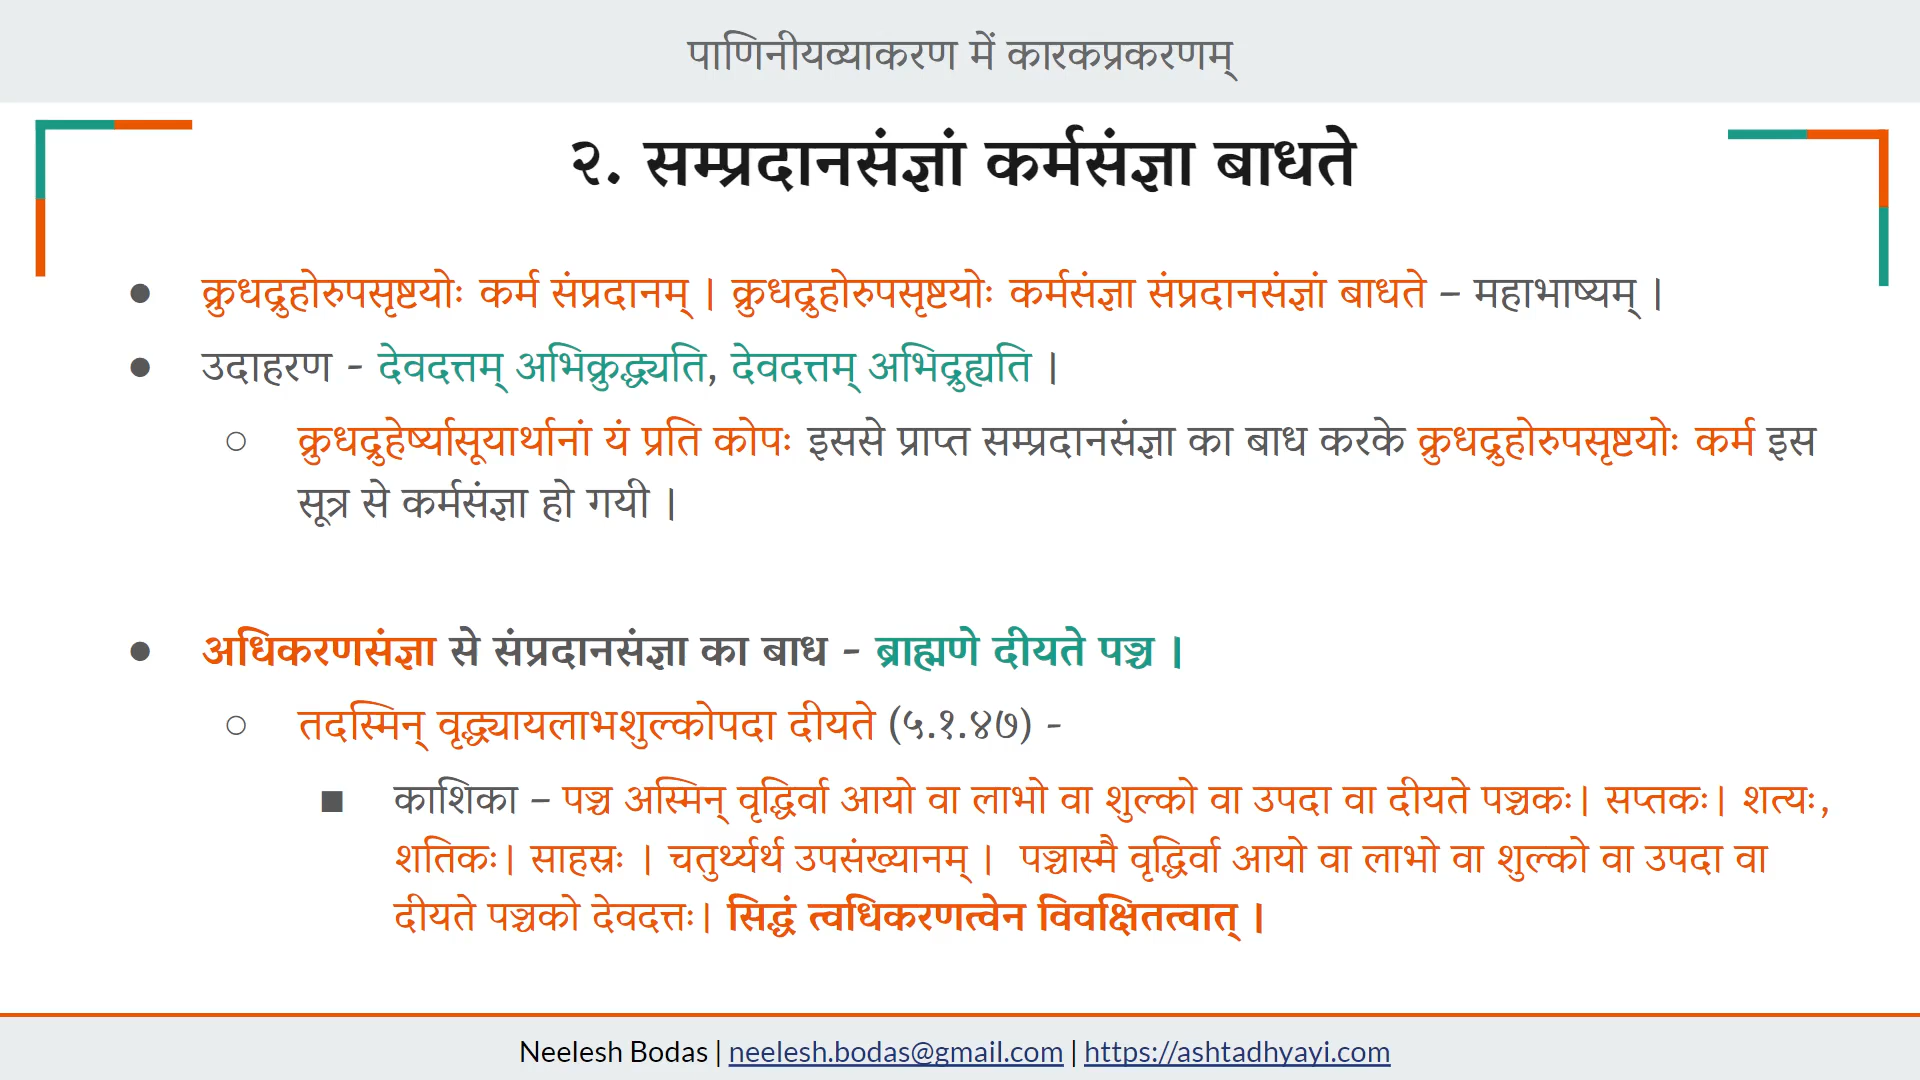 पाणिनीयव्याकरण में कारकप्रकरणम्
२. सम्प्रदानसंज्ञां कर्मसंज्ञा बाधते
● क्रुधद्रुहोरुपसृष्टयोः कर्म संप्रदानम् । क्रुधद्रुहोरुपसृष्टयोः कर्मसंज्ञा संप्रदानसंज्ञां बाधते – महाभाष्यम् ।
● उदाहरण - देवदत्तम् अभिक्रुद्ध्यति, देवदत्तम् अभिद्रुह्यति ।
○ क्रुधद्रुहेर्ष्यासूयार्थानां यं प्रति कोपः इससे प्राप्त सम्प्रदानसंज्ञा का बाध करके क्रुधद्रुहोरुपसृष्टयोः कर्म इस
सूत्र से कर्मसंज्ञा हो गयी ।
● अधिकरणसंज्ञा से संप्रदानसंज्ञा का बाध - ब्राह्मणे दीयते पञ्च ।
○ तदस्मिन् वृद्ध्यायलाभशुल्कोपदा दीयते (५.१.४७) -
■ काशिका – पञ्च अस्मिन् वृद्धिर्वा आयो वा लाभो वा शुल्को वा उपदा वा दीयते पञ्चकः। सप्तकः। शत्यः,
शतिकः। साहस्रः । चतुर्थ्यर्थ उपसंख्यानम् । पञ्चास्मै वृद्धिर्वा आयो वा लाभो वा शुल्को वा उपदा वा
दीयते पञ्चको देवदत्तः। सिद्धं त्वधिकरणत्वेन विवक्षितत्वात् ।
Neelesh Bodas | neelesh.bodas@gmail.com | https://ashtadhyayi.com